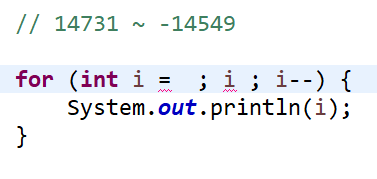 // 14731 ~ -14549
for (int i =  ; i ; i--) {
    System.out.println(i);
}